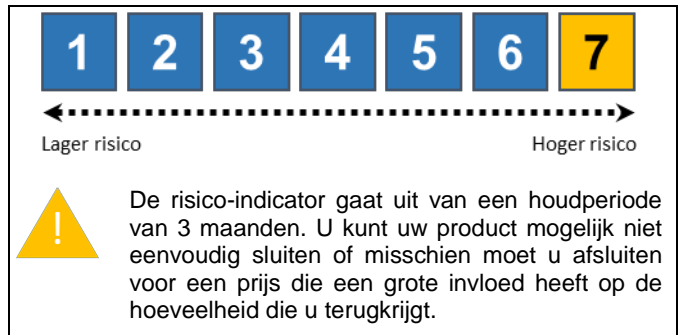 1 2 3 4 5 6 7
Lager risico Hoger risico
!
De risico-indicator gaat uit van een houdperiode
van 3 maanden. U kunt uw product mogelijk niet
eenvoudig sluiten of misschien moet u afsluiten
voor een prijs die een grote invloed heeft op de
hoeveelheid die u terugkrijgt.